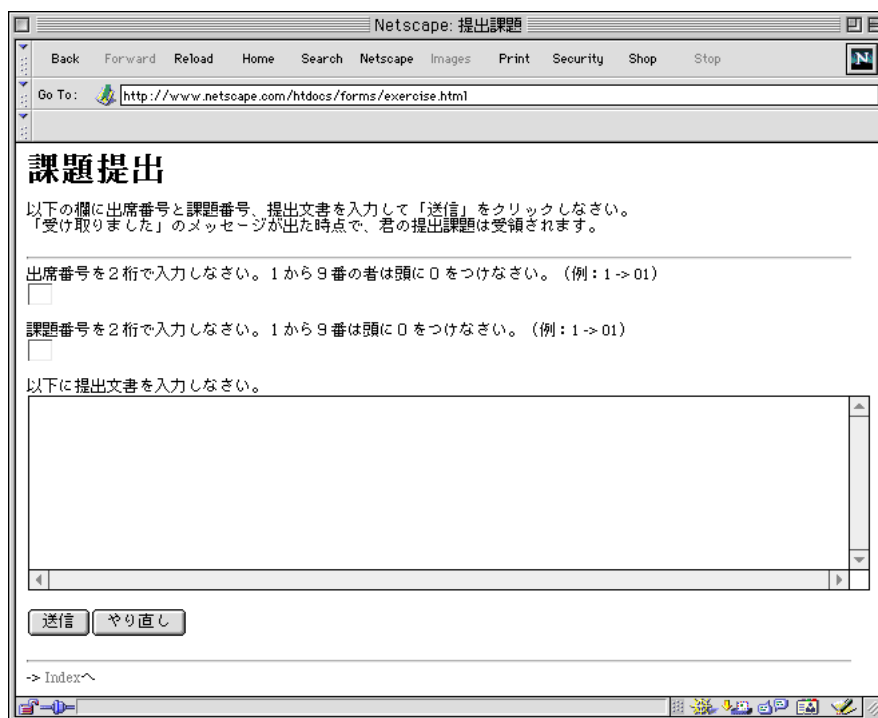 Netscape: 提出課題
Back Forward Reload Home Search Netscape Images Print Security Shop Stop
N
Go To: http://www.netscape.com/htdocs/forms/exercise.html
課題提出
以下の欄に出席番号と課題番号、提出文書を入力して「送信」をクリックしなさい。
「受け取りました」のメッセージが出た時点で、君の提出課題は受領されます。
出席番号を２桁で入力しなさい。１から９番の者は頭に０をつけなさい。（例：1 -> 01）
課題番号を２桁で入力しなさい。１から９番は頭に０をつけなさい。（例：1 -> 01）
以下に提出文書を入力しなさい。
送信 やり直し
-> Indexへ